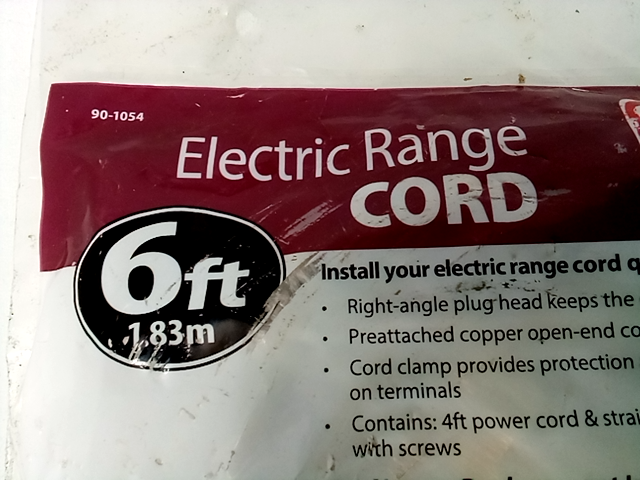 90-1054
Electric Range
CORD
6ft
1.83m
Install your electric range cord
• Right-angle plug head keeps the
• Preattached copper open-end
• Cord clamp provides protection
on terminals
• Contains: 4ft power cord &
with screws